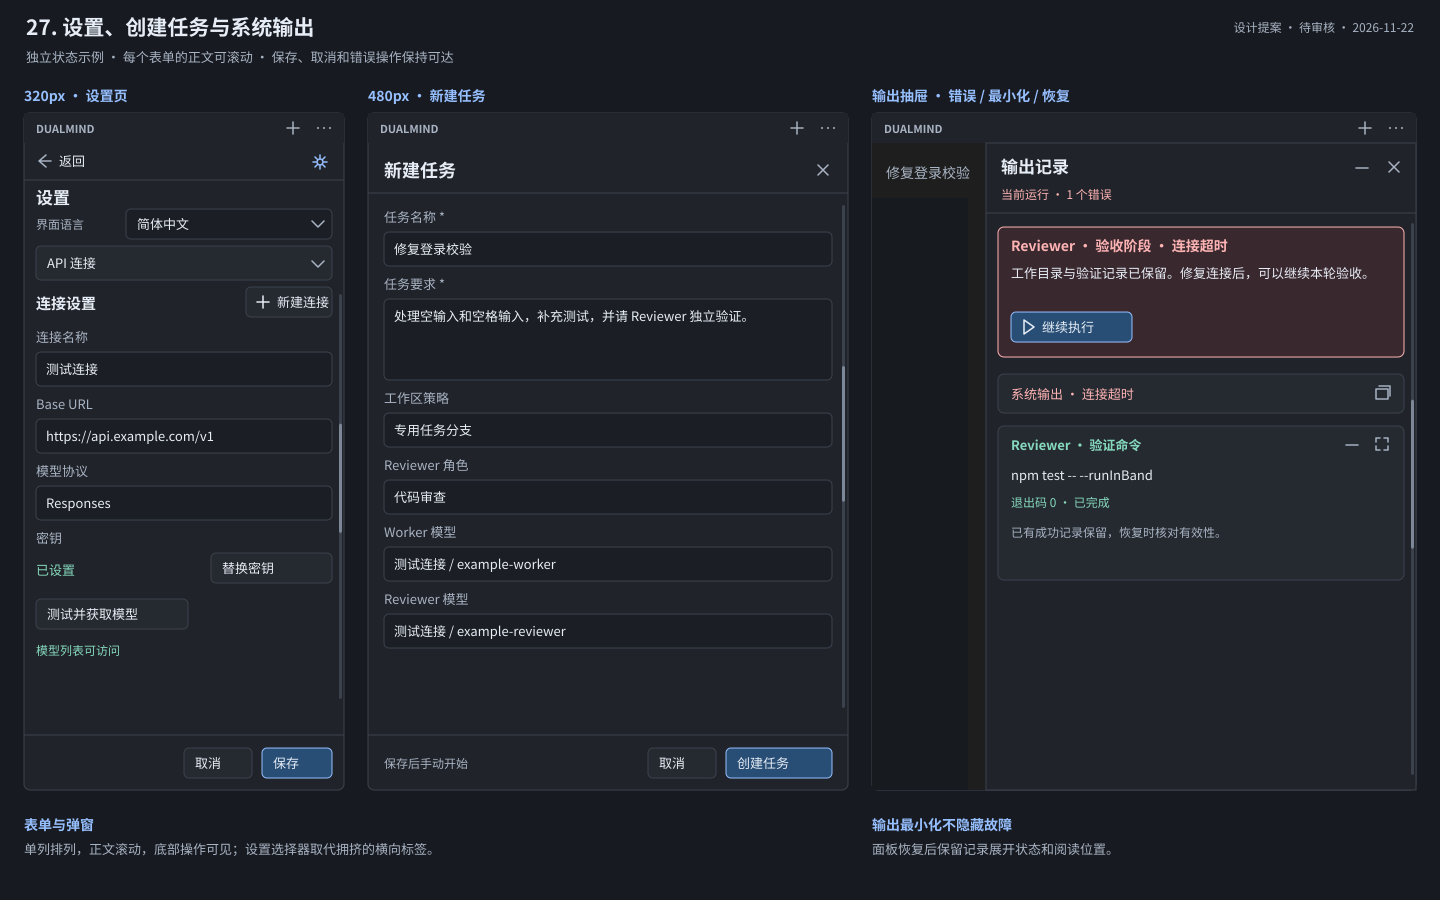 27. 设置、创建任务与系统输出
设计提案 • 待审核 • 2026-11-22
独立状态示例 • 每个表单的正文可滚动 • 保存、取消和错误操作保持可达
320px • 设置页
DUALMIND
返回
设置
界面语言
简体中文
API 连接
连接设置
新建连接
连接名称
测试连接
Base URL
https://api.example.com/v1
模型协议
Responses
密钥
已设置
替换密钥
测试并获取模型
模型列表可访问
取消
保存
480px • 新建任务
DUALMIND
新建任务
任务名称 *
修复登录校验
任务要求 *
处理空输入和空格输入，补充测试，并请 Reviewer 独立验证。
工作区策略
专用任务分支
Reviewer 角色
代码审查
Worker 模型
测试连接 / example-worker
Reviewer 模型
测试连接 / example-reviewer
保存后手动开始
取消
创建任务
输出抽屉 • 错误 / 最小化 / 恢复
DUALMIND
修复登录校验
输出记录
当前运行 • 1 个错误
Reviewer • 验收阶段 • 连接超时
工作目录与验证记录已保留。修复连接后，可以继续本轮验收。
继续执行
系统输出 • 连接超时
Reviewer • 验证命令
npm test -- --runInBand
退出码 0 • 已完成
已有成功记录保留，恢复时核对有效性。
表单与弹窗
单列排列，正文滚动，底部操作可见；设置选择器取代拥挤的横向标签。
输出最小化不隐藏故障
面板恢复后保留记录展开状态和阅读位置。